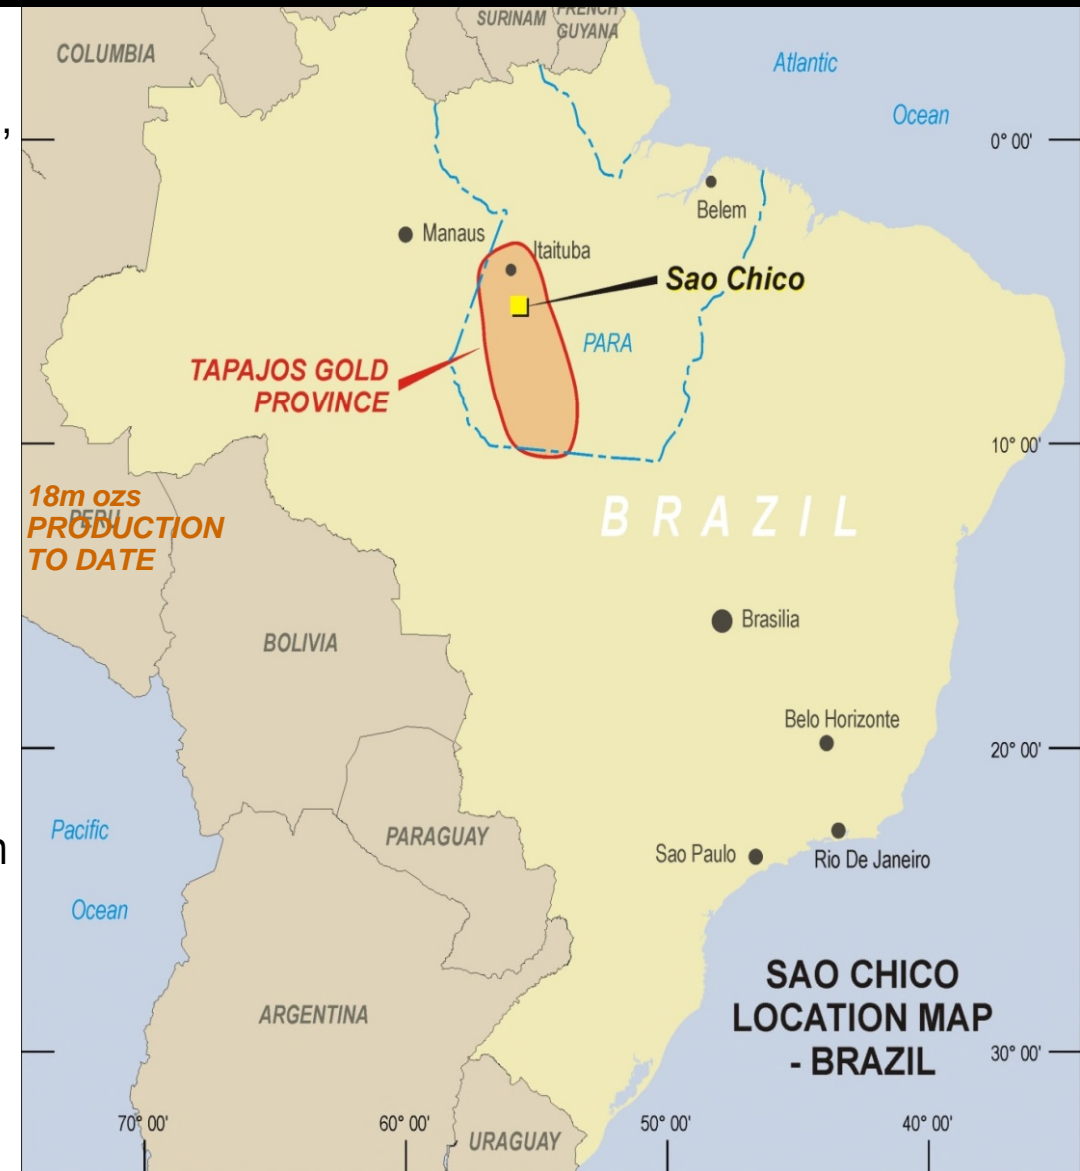 SURINAM
FRENCH
GUYANA
COLUMBIA
Atlantic
Ocean
,
0° 00'
Belem
Manaus
Itaituba
Sao Chico
PARA
TAPAJOS GOLD
PROVINCE
10° 00'
18m ozs
PERU
PRODUCTION
TO DATE
BRAZIL
Brasilia
BOLIVIA
Belo Horizonte
20° 00'
Pacific
Ocean
PARAGUAY
n
Sao Paulo
Rio De Janeiro
SAO CHICO
LOCATION MAP
- BRAZIL
ARGENTINA
30° 00'
70° 00'
60° 00'
50° 00'
40° 00'
URAGUAY